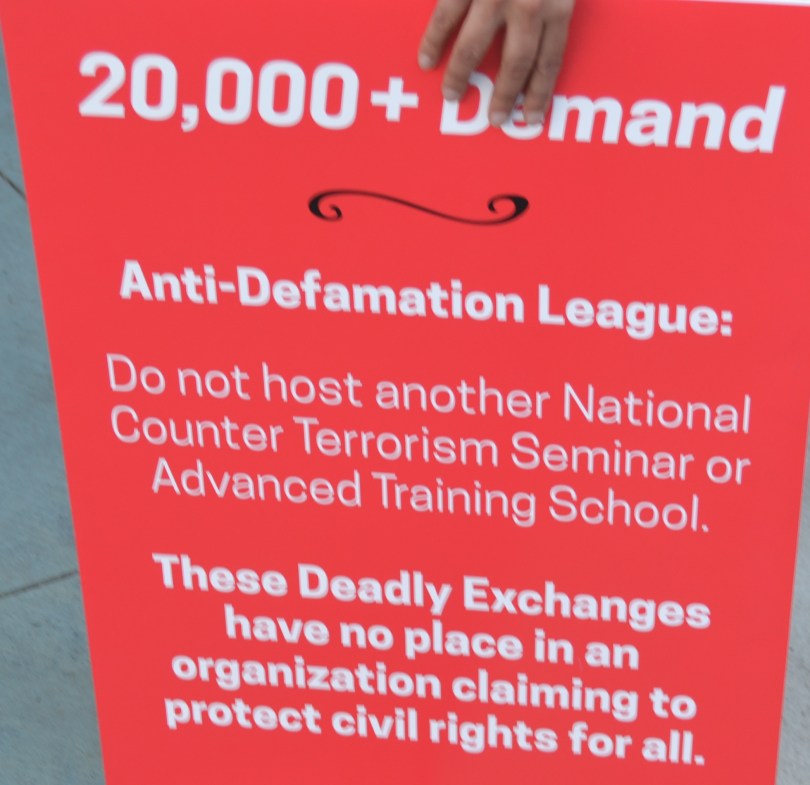 20,000+ Demand
Anti-Defamation League:
Do not host another National
Counter Terrorism Seminar or
Advanced Training School.
These Deadly Exchanges
have no place in an
organization claiming to
protect civil rights for all.